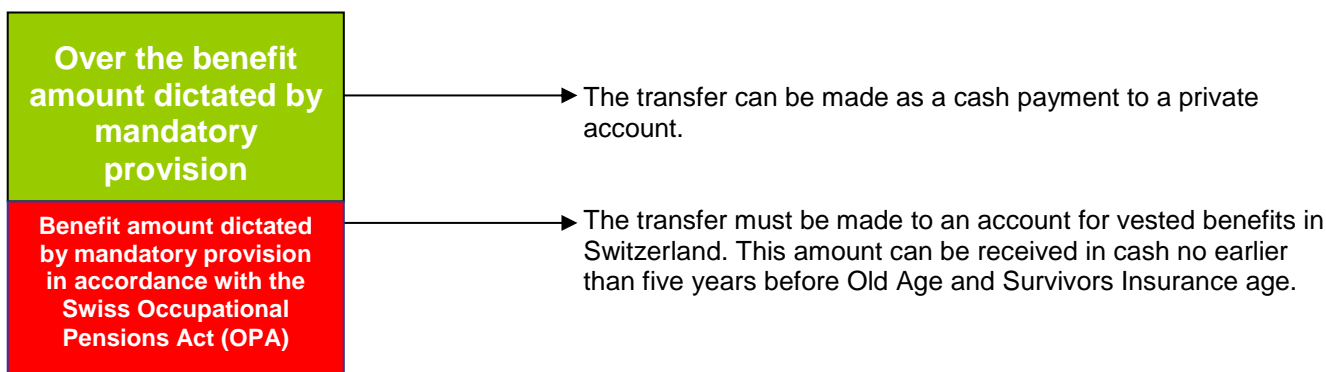 Over the benefit
amount dictated by
mandatory
provision
The transfer can be made as a cash payment to a private
account.
Benefit amount dictated
by mandatory provision
in accordance with the
Swiss Occupational
Pensions Act (OPA)
The transfer must be made to an account for vested benefits in
Switzerland. This amount can be received in cash no earlier
than five years before Old Age and Survivors Insurance age.